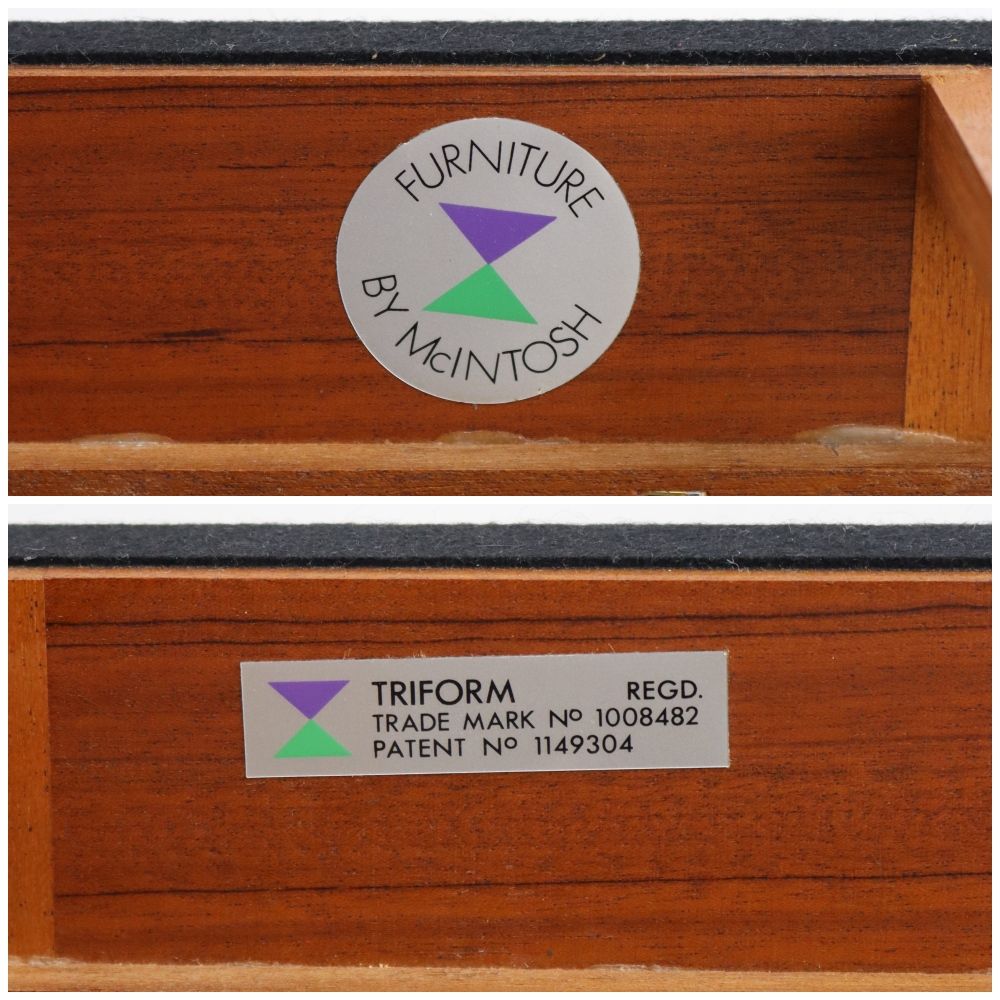 FURNITURE
BY McINTOSH
TRIFORM REGD.
TRADE MARK Nº 1008482
PATENT Nº 1149304